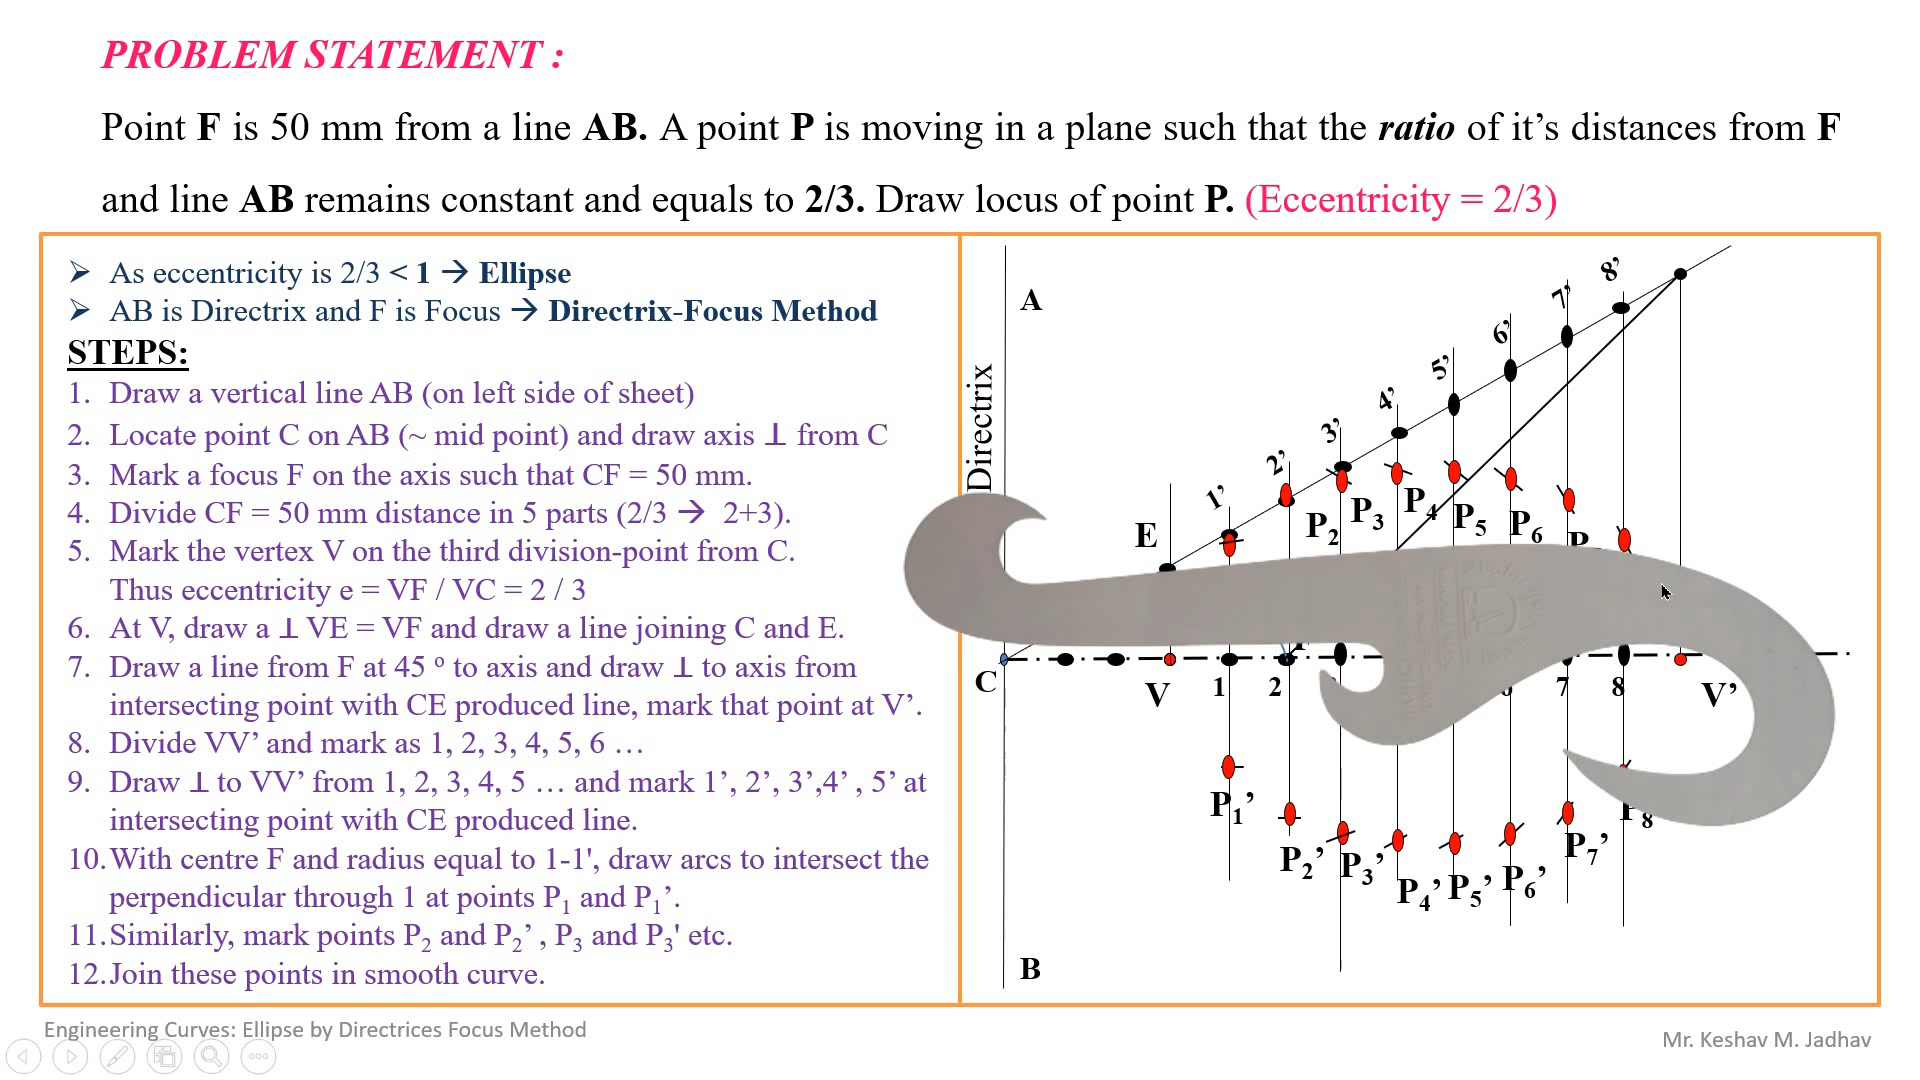 PROBLEM STATEMENT :
Point F is 50 mm from a line AB. A point P is moving in a plane such that the ratio of it’s distances from F
and line AB remains constant and equals to 2/3. Draw locus of point P. (Eccentricity = 2/3)
➢ As eccentricity is 2/3 < 1 → Ellipse
➢ AB is Directrix and F is Focus → Directrix-Focus Method
STEPS:
1. Draw a vertical line AB (on left side of sheet)
2. Locate point C on AB (~ mid point) and draw axis ⊥ from C
3. Mark a focus F on the axis such that CF = 50 mm.
4. Divide CF = 50 mm distance in 5 parts (2/3 → 2+3).
5. Mark the vertex V on the third division-point from C.
Thus eccentricity e = VF / VC = 2 / 3
6. At V, draw a ⊥ VE = VF and draw a line joining C and E.
7. Draw a line from F at 45 º to axis and draw ⊥ to axis from
intersecting point with CE produced line, mark that point at V’.
8. Divide VV’ and mark as 1, 2, 3, 4, 5, 6 …
9. Draw ⊥ to VV’ from 1, 2, 3, 4, 5 … and mark 1’, 2’, 3’,4’ , 5’ at
intersecting point with CE produced line.
10. With centre F and radius equal to 1-1', draw arcs to intersect the
perpendicular through 1 at points P1 and P1’.
11. Similarly, mark points P2 and P2’ , P3 and P3' etc.
12. Join these points in smooth curve.
A
Directrix
8’
7’
6’
5’
4’
3’
2’
1’
E
P2 P3 P4 P5 P6 P
C V 1 2 7 8 V’
P1’
P2’ P3’ P4’ P5’ P6’ P7’ P8
B
Engineering Curves: Ellipse by Directrices Focus Method
Mr. Keshav M. Jadhav